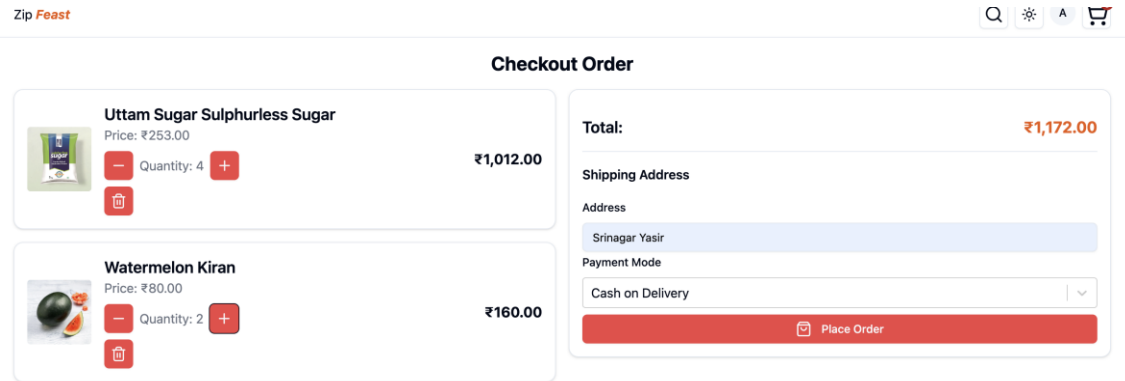 Zip Feast
A
Checkout Order
Uttam Sugar Sulphurless Sugar
Price: ₹253.00
Quantity: 4
₹1,012.00
sugar
Watermelon Kiran
Price: ₹80.00
Quantity: 2
₹160.00
Total:
₹1,172.00
Shipping Address
Address
Srinagar Yasir
Payment Mode
Cash on Delivery
Place Order